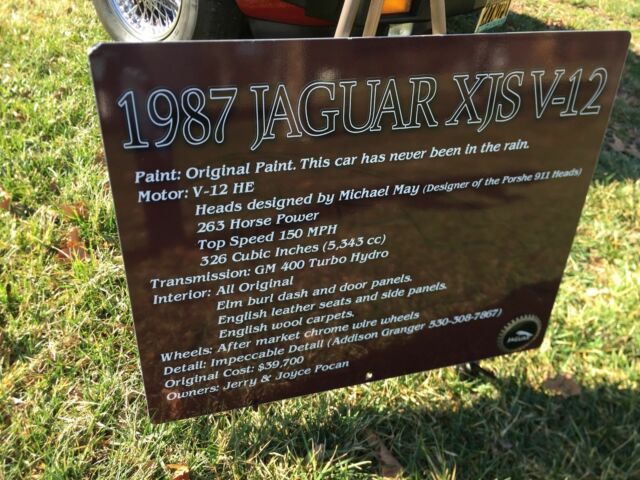 1987 JAGUAR XJS V-12
Paint: Original Paint. This car has never been in the rain.
Motor: V-12 HE
Heads designed by Michael May (Designer of the Porshe 911 Heads)
263 Horse Power
Top Speed 150 MPH
326 Cubic Inches (5,343 cc)
Transmission: GM 400 Turbo Hydro
Interior: All Original
Elm burl dash and door panels.
English leather seats and side panels.
English wool carpets.
Wheels: After market chrome wire wheels
Detail: Impeccable Detail (Addison Granger 530-308-7867)
Original Cost: $39,700
Owners: Jerry & Joyce Pocan
JAGUAR